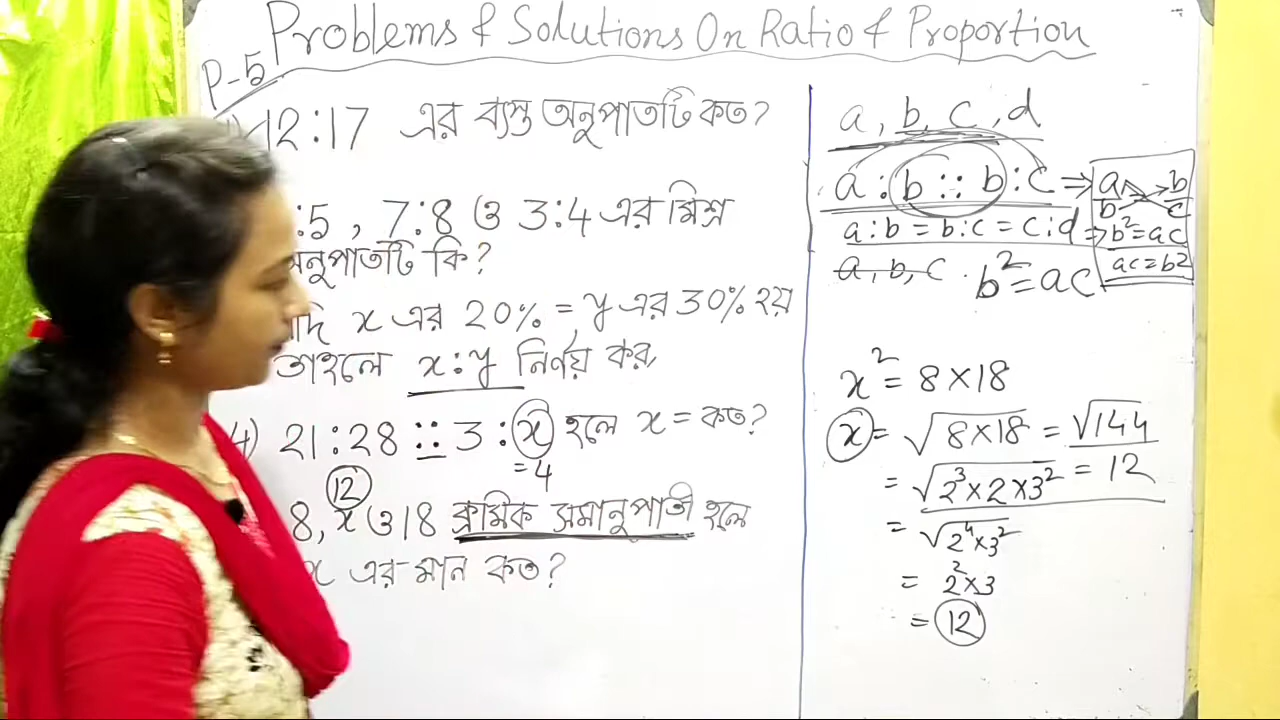 Problems & Solutions On Ratio & Proportion
P-5
12:17 এর ব্যস্ত অনুপাতটি কত?
:5 , 7:8 ও 3:4 এর মিশ্র
অনুপাতটি কি?
যদি x এর 20% = y এর 30% হয়
তাহলে x:y নির্ণয় কর,
4) 21:28 :: 3 : x হলে x = কত?
= 4
12
8, x ও 18 ক্রমিক সমানুপাতী হলে
x এর মান কত?
a, b, c, d
a : b :: b : c ⇒ a/b b/c
a:b = b:c = c:d ⇒ b²=ac
a, b, c . b² = ac
ac=b²
x² = 8×18
x = √8×18 = √144
= √2³×2×3² = 12
= √2⁴×3²
= 2²×3
= 12